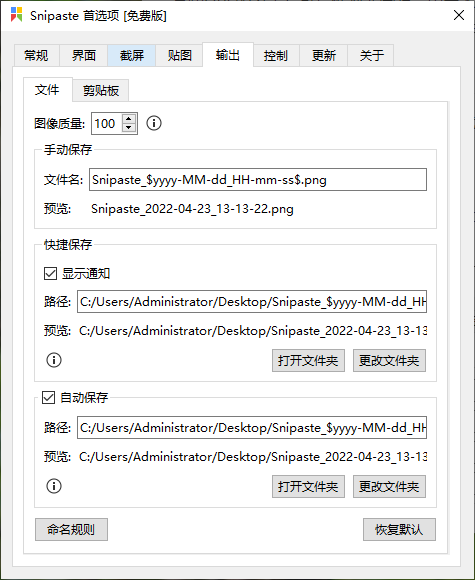 Snipaste 首选项 [免费版]
常规 界面 截屏 贴图 输出 控制 更新 关于
文件 剪贴板
图像质量: 100
手动保存
文件名: Snipaste_$yyyy-MM-dd_HH-mm-ss$.png
预览: Snipaste_2022-04-23_13-13-22.png
快捷保存
显示通知
路径: C:/Users/Administrator/Desktop/Snipaste_$yyyy-MM-dd_HH
预览: C:/Users/Administrator/Desktop/Snipaste_2022-04-23_13-13
打开文件夹 更改文件夹
自动保存
路径: C:/Users/Administrator/Desktop/Snipaste_$yyyy-MM-dd_HH
预览: C:/Users/Administrator/Desktop/Snipaste_2022-04-23_13-13
打开文件夹 更改文件夹
命名规则 恢复默认